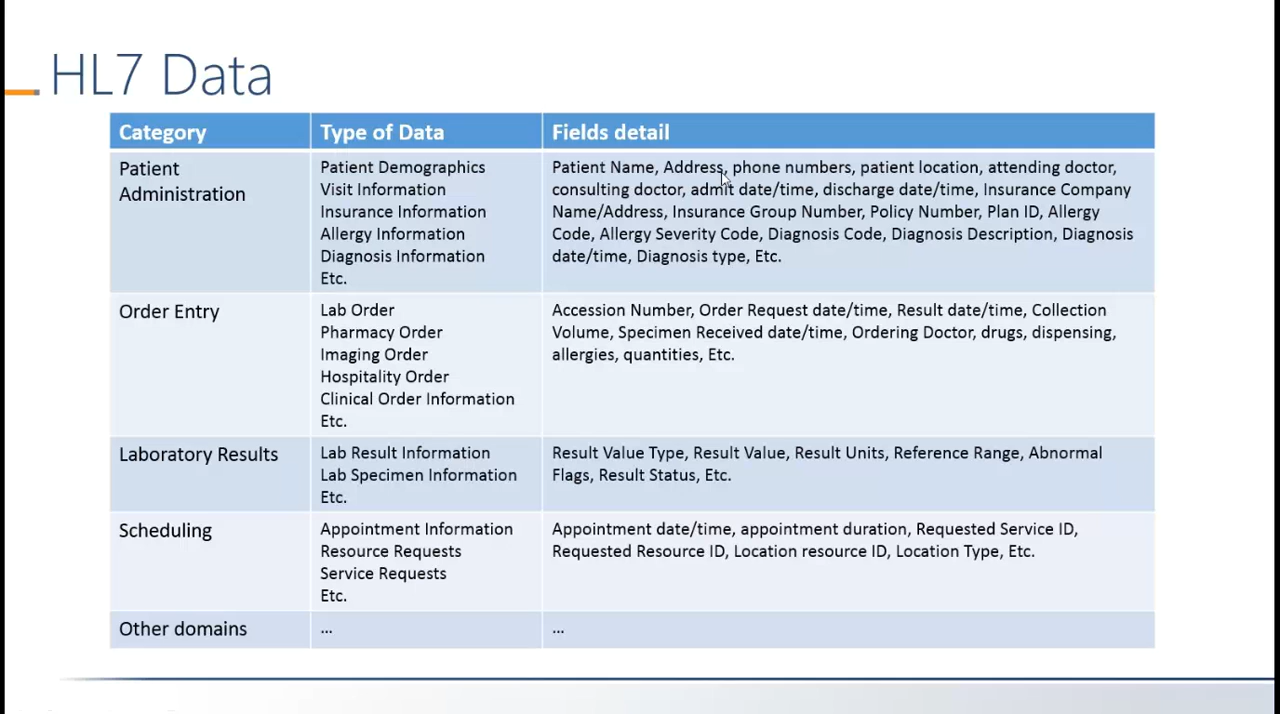 HL7 Data
Category
Type of Data
Fields detail
Patient
Administration
Patient Demographics
Visit Information
Insurance Information
Allergy Information
Diagnosis Information
Etc.
Patient Name, Address, phone numbers, patient location, attending doctor,
consulting doctor, admit date/time, discharge date/time, Insurance Company
Name/Address, Insurance Group Number, Policy Number, Plan ID, Allergy
Code, Allergy Severity Code, Diagnosis Code, Diagnosis Description, Diagnosis
date/time, Diagnosis type, Etc.
Order Entry
Lab Order
Pharmacy Order
Imaging Order
Hospitality Order
Clinical Order Information
Etc.
Accession Number, Order Request date/time, Result date/time, Collection
Volume, Specimen Received date/time, Ordering Doctor, drugs, dispensing,
allergies, quantities, Etc.
Laboratory Results
Lab Result Information
Lab Specimen Information
Etc.
Result Value Type, Result Value, Result Units, Reference Range, Abnormal
Flags, Result Status, Etc.
Scheduling
Appointment Information
Resource Requests
Service Requests
Etc.
Appointment date/time, appointment duration, Requested Service ID,
Requested Resource ID, Location resource ID, Location Type, Etc.
Other domains
...
...